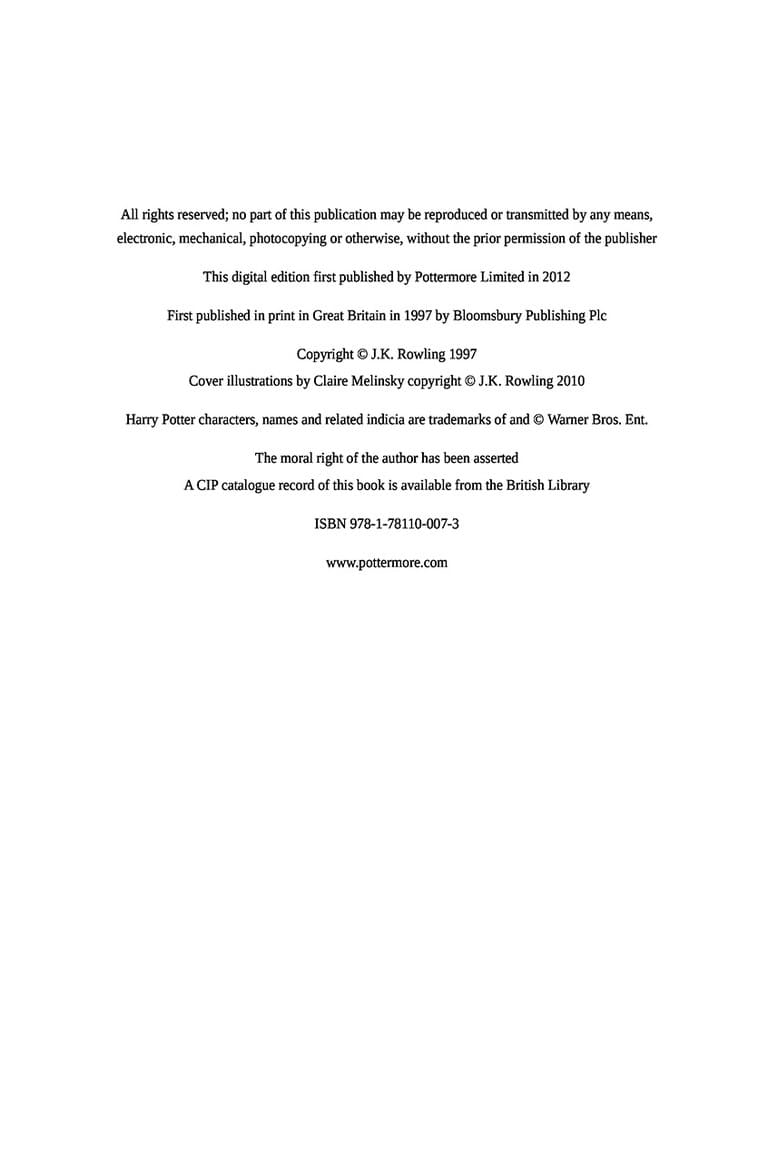 All rights reserved; no part of this publication may be reproduced or transmitted by any means,
electronic, mechanical, photocopying or otherwise, without the prior permission of the publisher
This digital edition first published by Pottermore Limited in 2012
First published in print in Great Britain in 1997 by Bloomsbury Publishing Plc
Copyright © J.K. Rowling 1997
Cover illustrations by Claire Melinsky copyright © J.K. Rowling 2010
Harry Potter characters, names and related indicia are trademarks of and © Warner Bros. Ent.
The moral right of the author has been asserted
A CIP catalogue record of this book is available from the British Library
ISBN 978-1-78110-007-3
www.pottermore.com